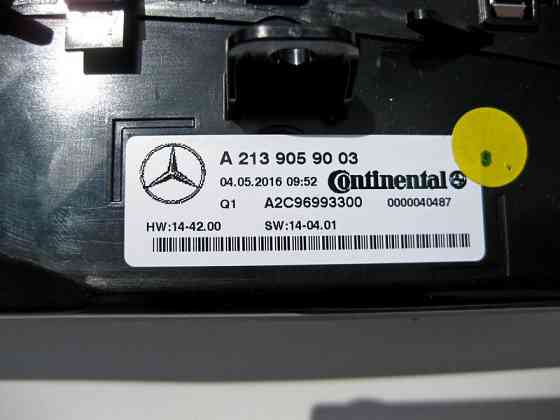 A 213 905 90 03
04.05.2016 09:52 Continental
Q1 A2C96993300 0000040487
HW:14-42.00 SW:14-04.01